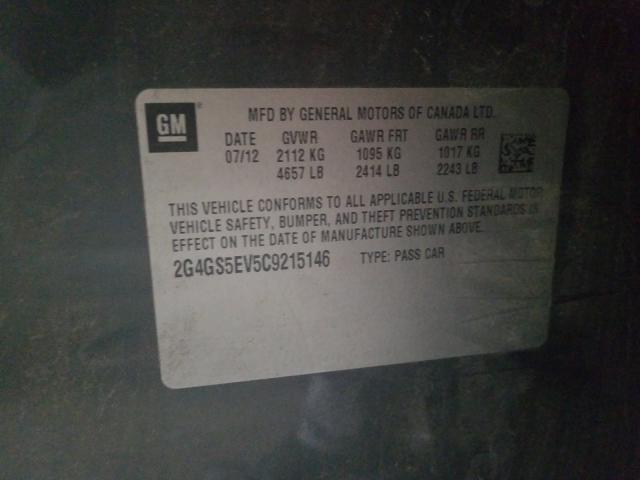 GM
MFD BY GENERAL MOTORS OF CANADA LTD.
DATE GVWR GAWR FRT GAWR RR
07/12 2112 KG 1095 KG 1017 KG
4657 LB 2414 LB 2243 LB
THIS VEHICLE CONFORMS TO ALL APPLICABLE U.S. FEDERAL MOTOR
VEHICLE SAFETY, BUMPER, AND THEFT PREVENTION STANDARDS IN
EFFECT ON THE DATE OF MANUFACTURE SHOWN ABOVE.
2G4GS5EV5C9215146 TYPE: PASS CAR